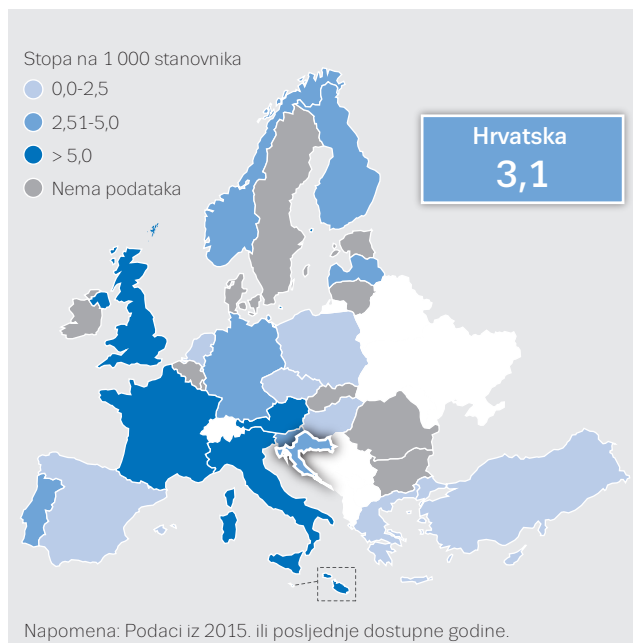 Stopa na 1 000 stanovnika
0,0-2,5
2,51-5,0
> 5,0
Nema podataka
Hrvatska
3,1
Napomena: Podaci iz 2015. ili posljednje dostupne godine.